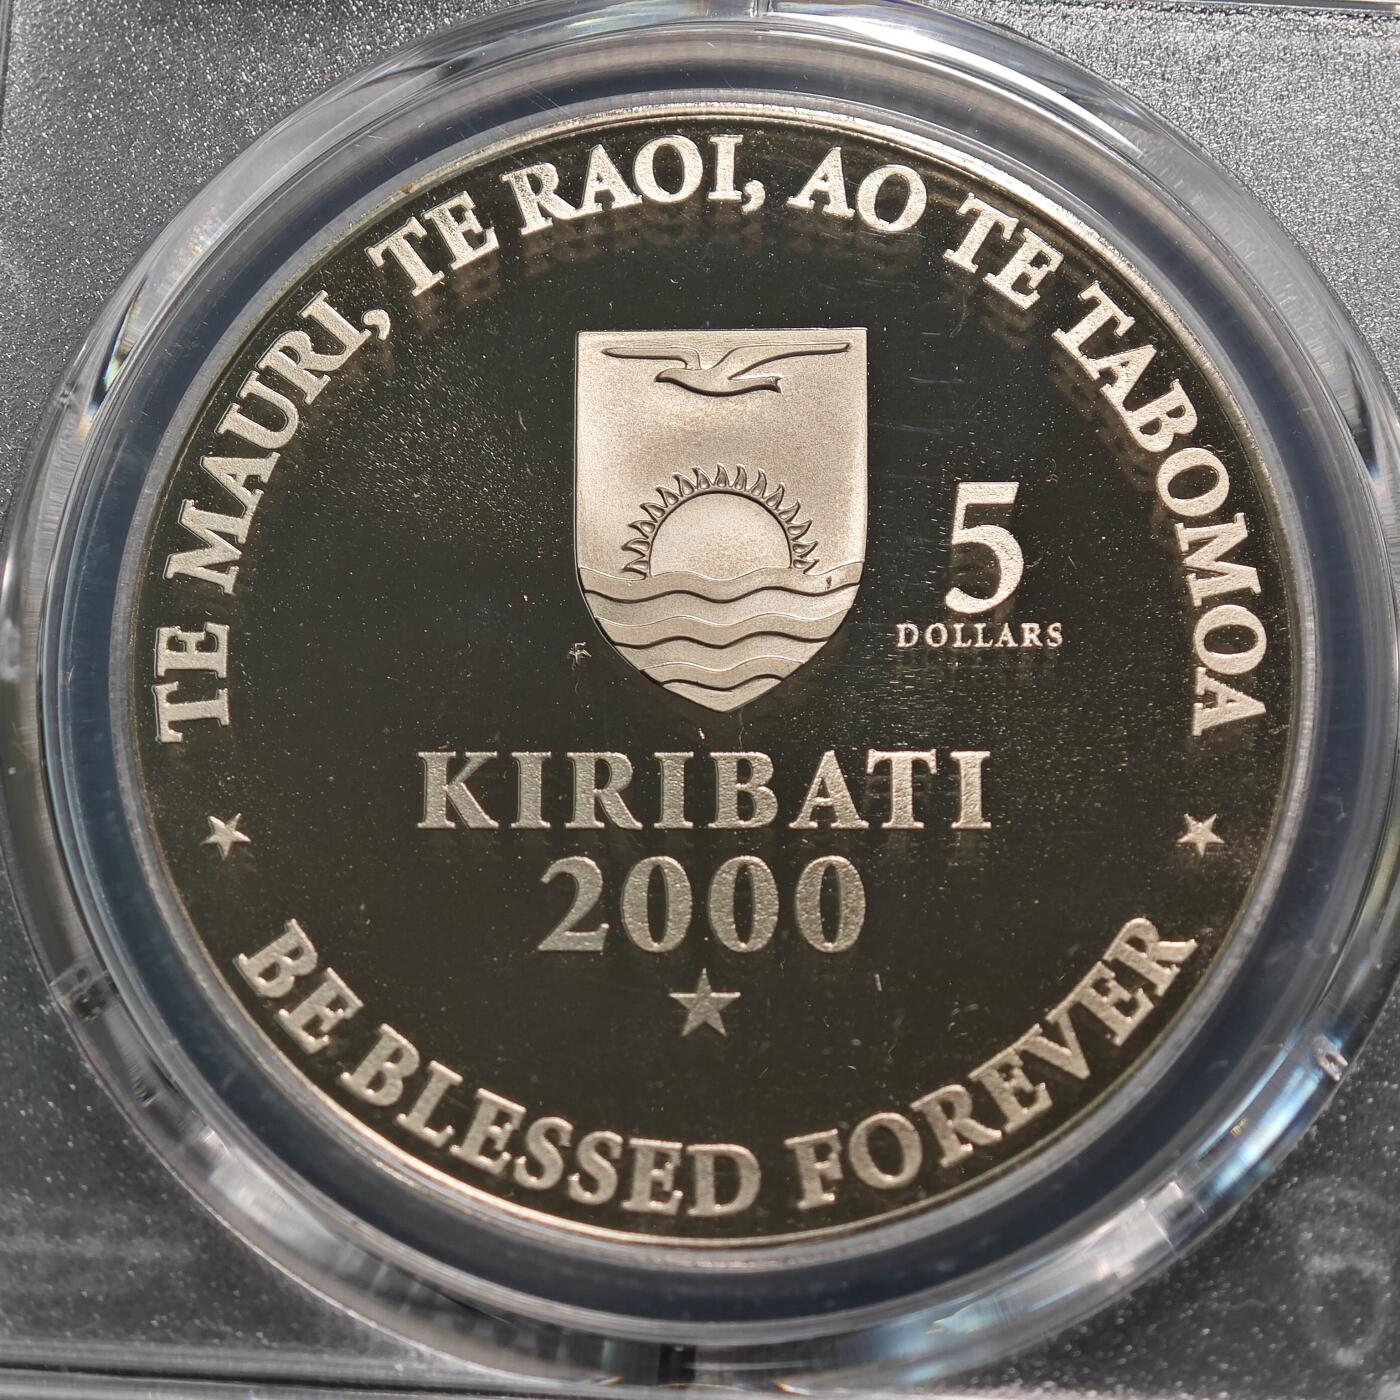 TE MAURI, TE RAOI, AO TE TABOMOA
5
DOLLARS
KIRIBATI
2000
BE BLESSED FOREVER